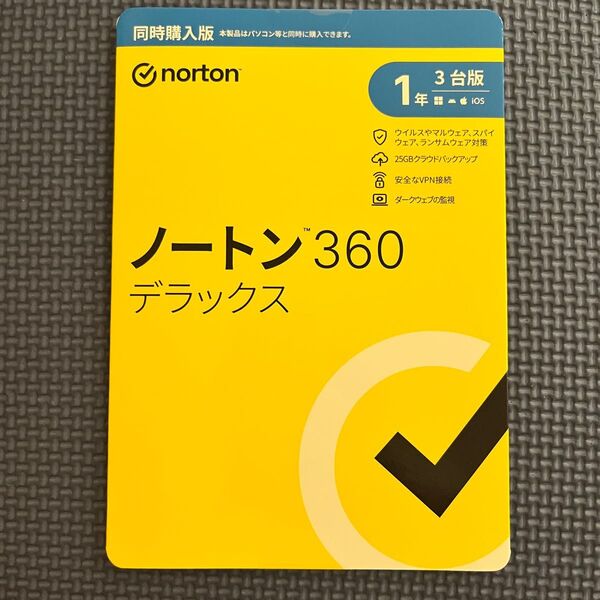 同時購入版 本製品はパソコン等と同時に購入できます。
norton
1年 3台版
iOS
ウイルスやマルウェア、スパイ
ウェア、ランサムウェア対策
25GBクラウドバックアップ
安全なVPN接続
ダークウェブの監視
ノートン™ 360
デラックス